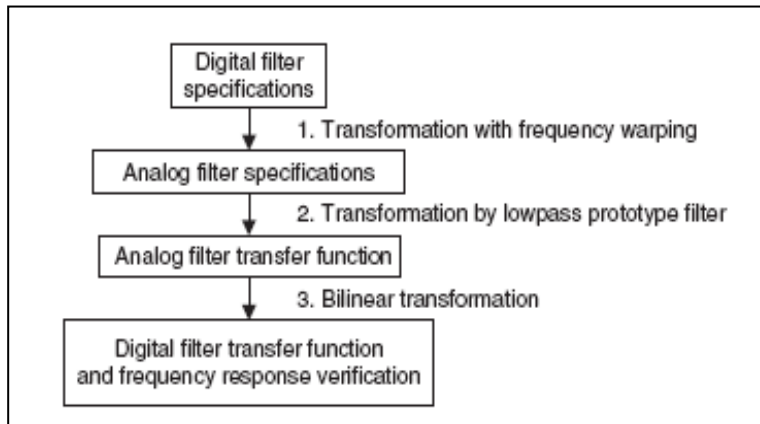 Digital filter
specifications
1. Transformation with frequency warping
Analog filter specifications
2. Transformation by lowpass prototype filter
Analog filter transfer function
3. Bilinear transformation
Digital filter transfer function
and frequency response verification